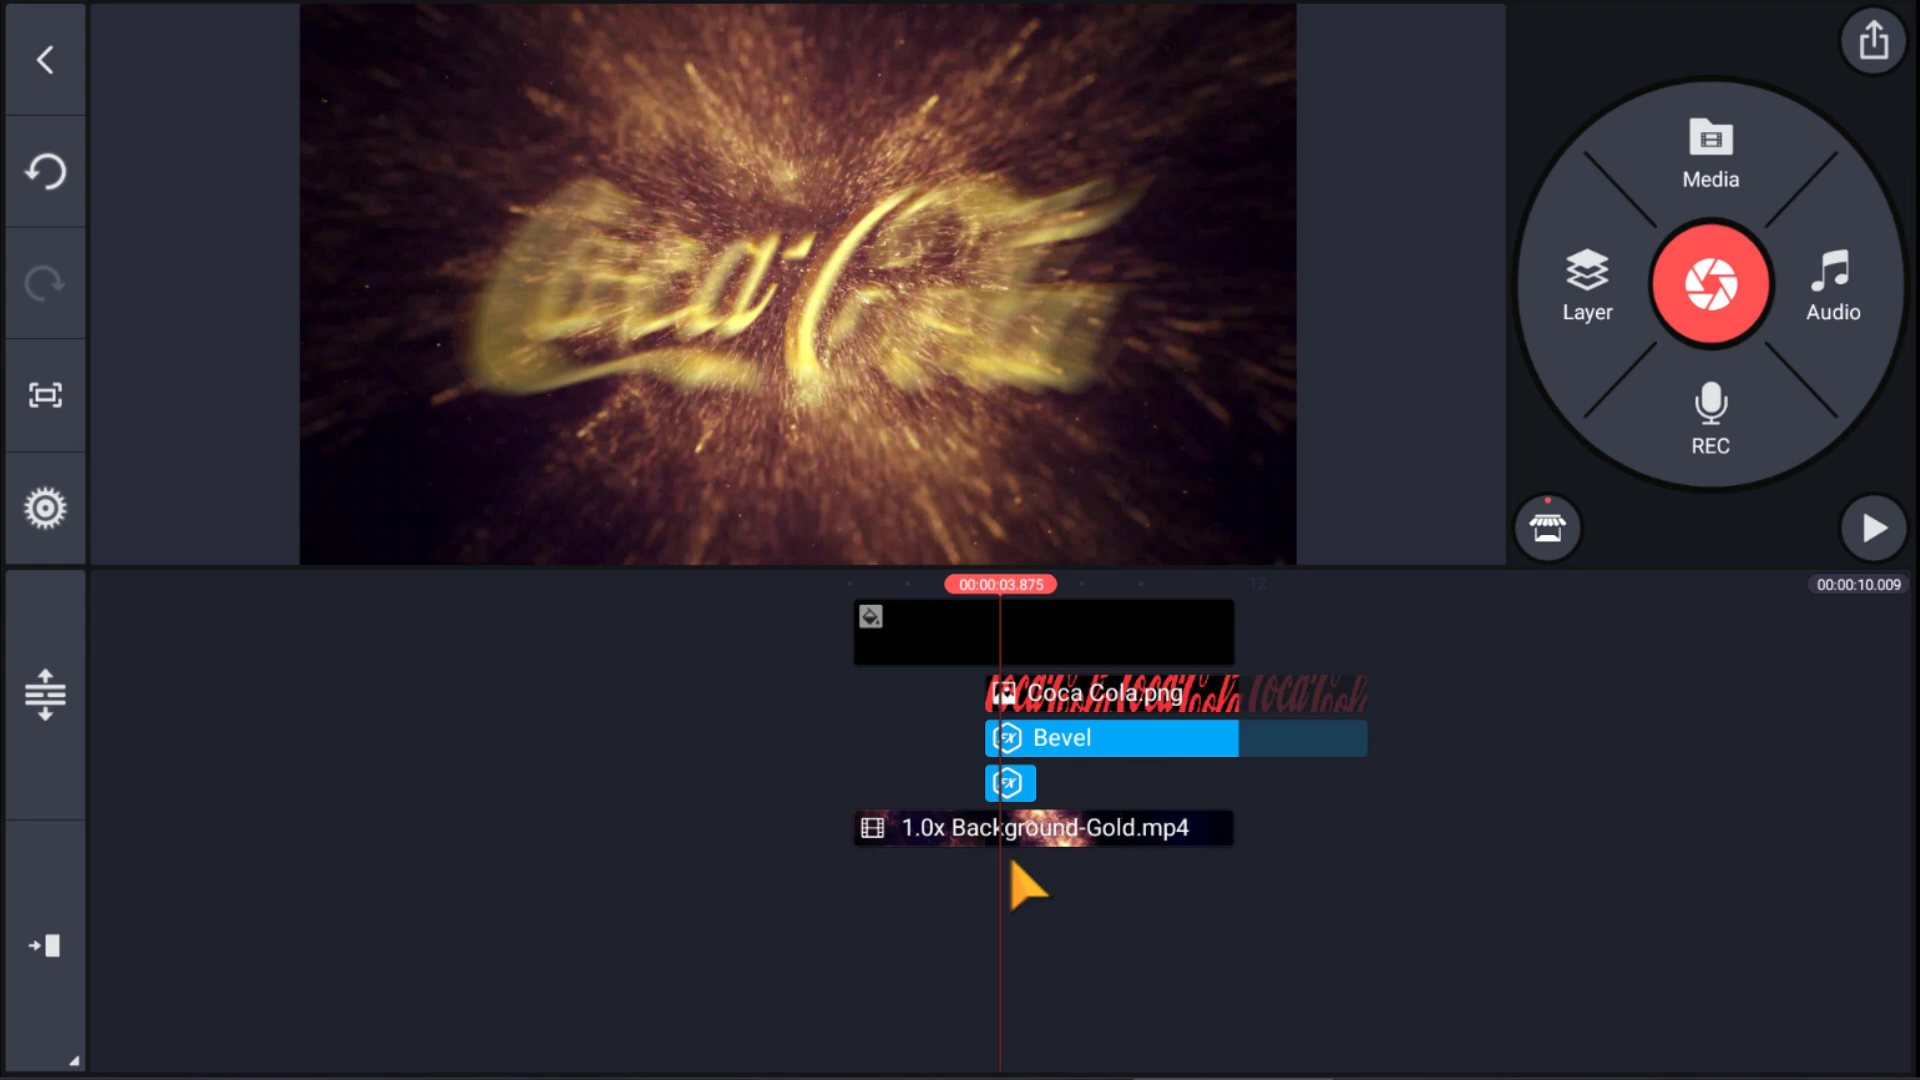 Media
Layer
Audio
REC
00:00:03.875
12
00:00:10.009
Coca Cola.png
Bevel
1.0x Background-Gold.mp4